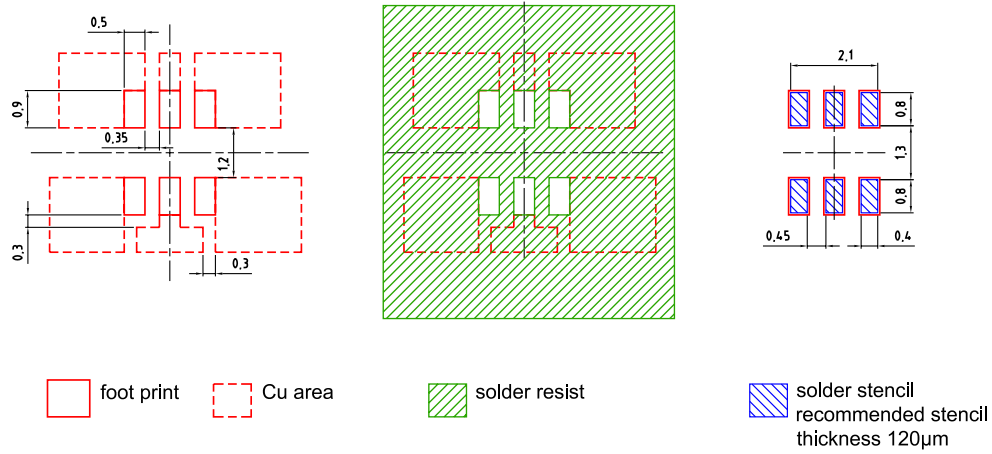 0.5
2.1
0.9
0.35
1.2
0.8
1.3
0.8
0.3
0.3
0.45
0.4
foot print
Cu area
solder resist
solder stencil
recommended stencil
thickness 120µm